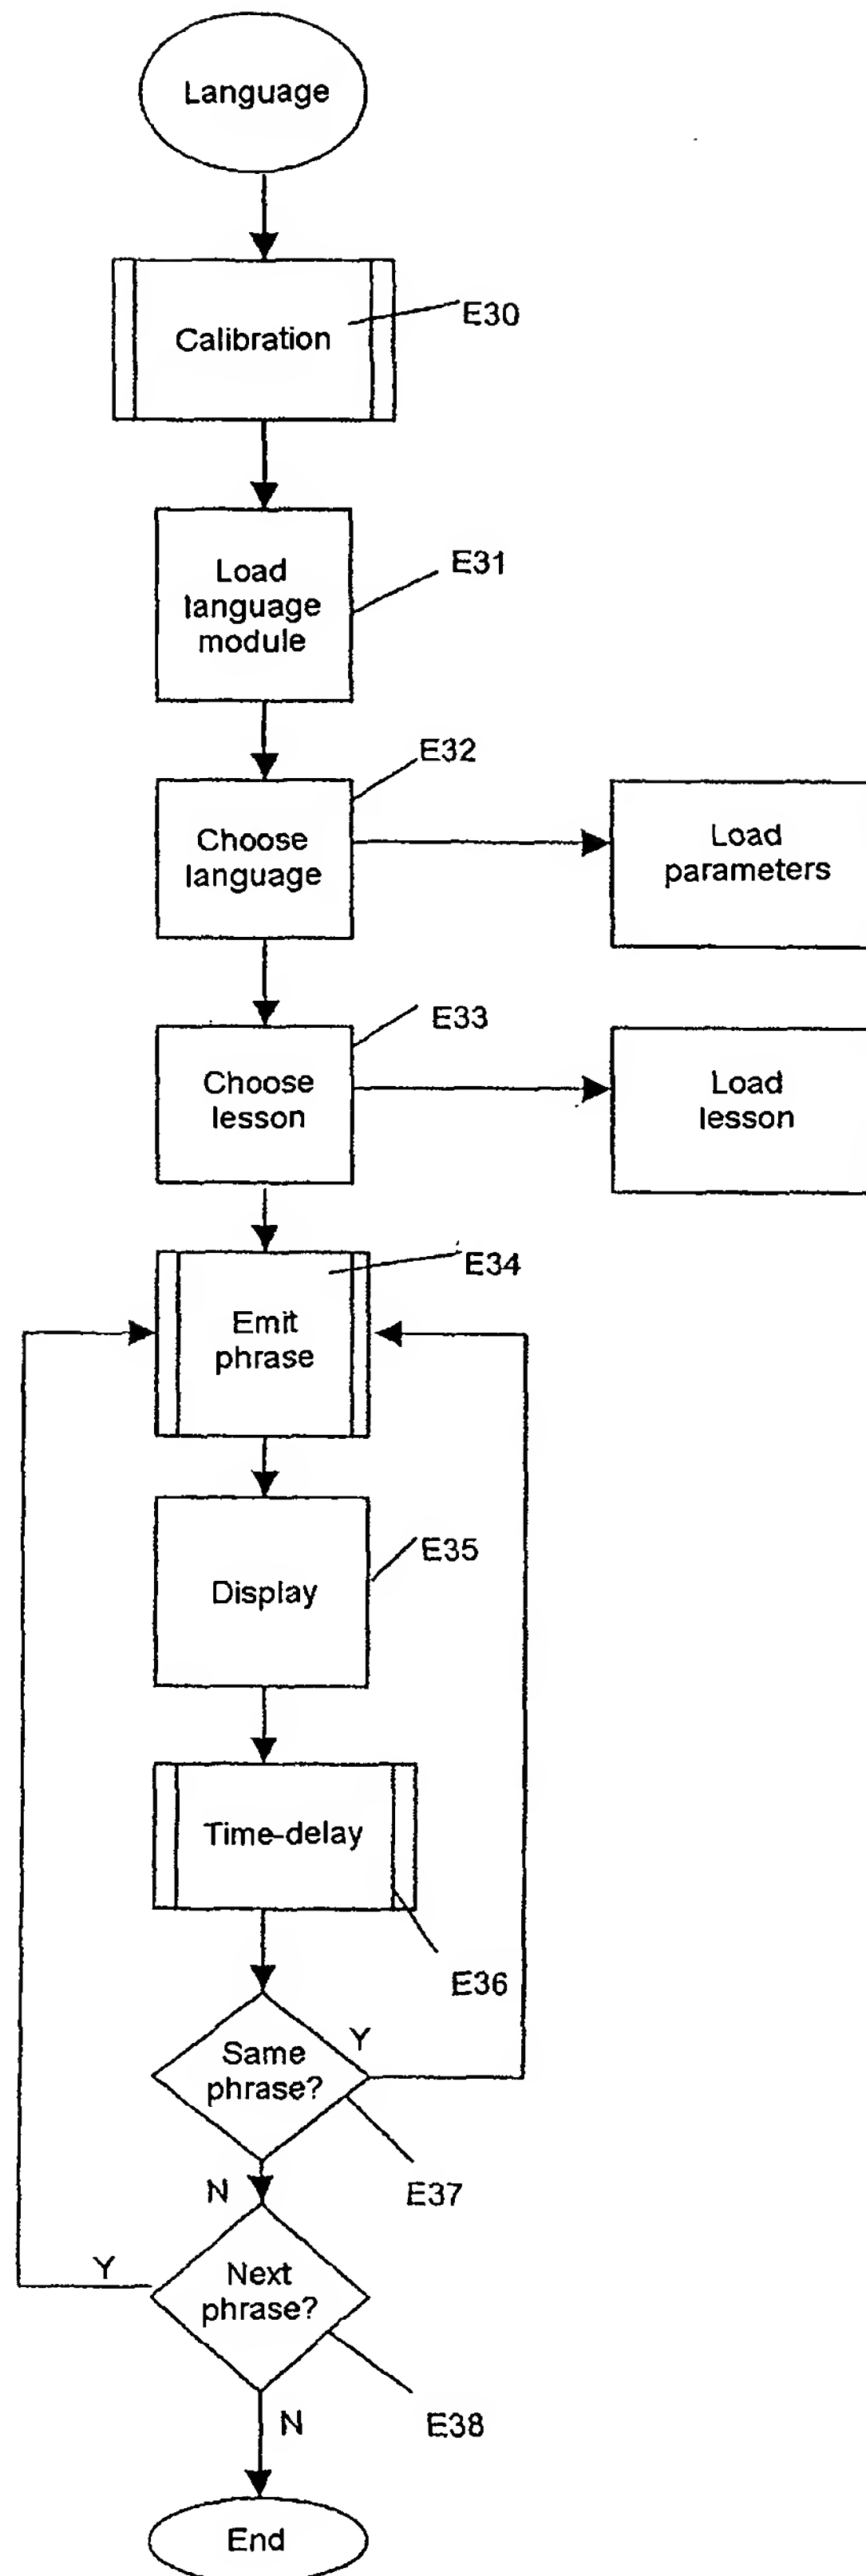 Language
E30
Calibration
E31
Load
language
module
E32
Choose
language
Load
parameters
E33
Choose
lesson
Load
lesson
E34
Emit
phrase
E35
Display
Time-delay
E36
Y
Same
phrase?
N
E37
Y
Next
phrase?
N
E38
End